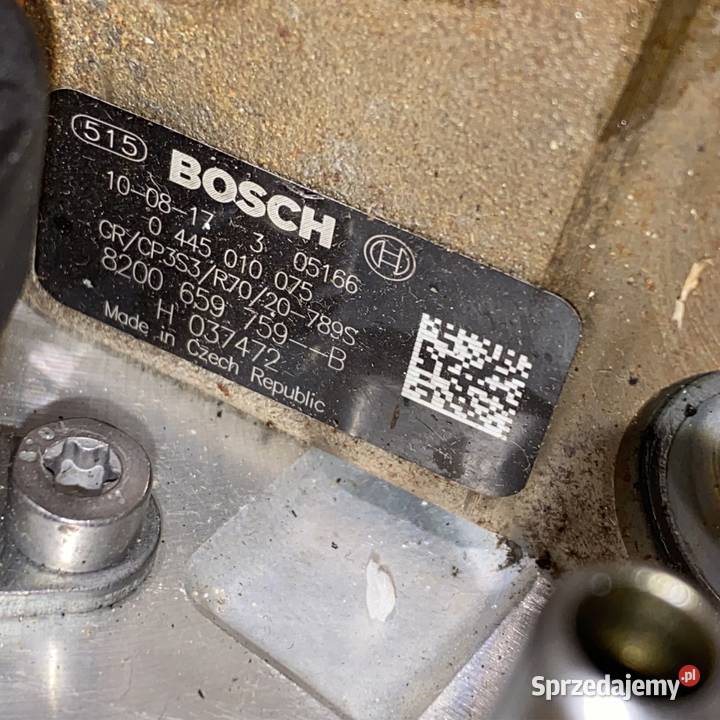 515 BOSCH
10-08-17 3 05166
0 445 010 075
CR/CP3S3/R70/20-789S
8200 659 759--B
H 037472
Made in Czech Republic
Sprzedajemy.pl